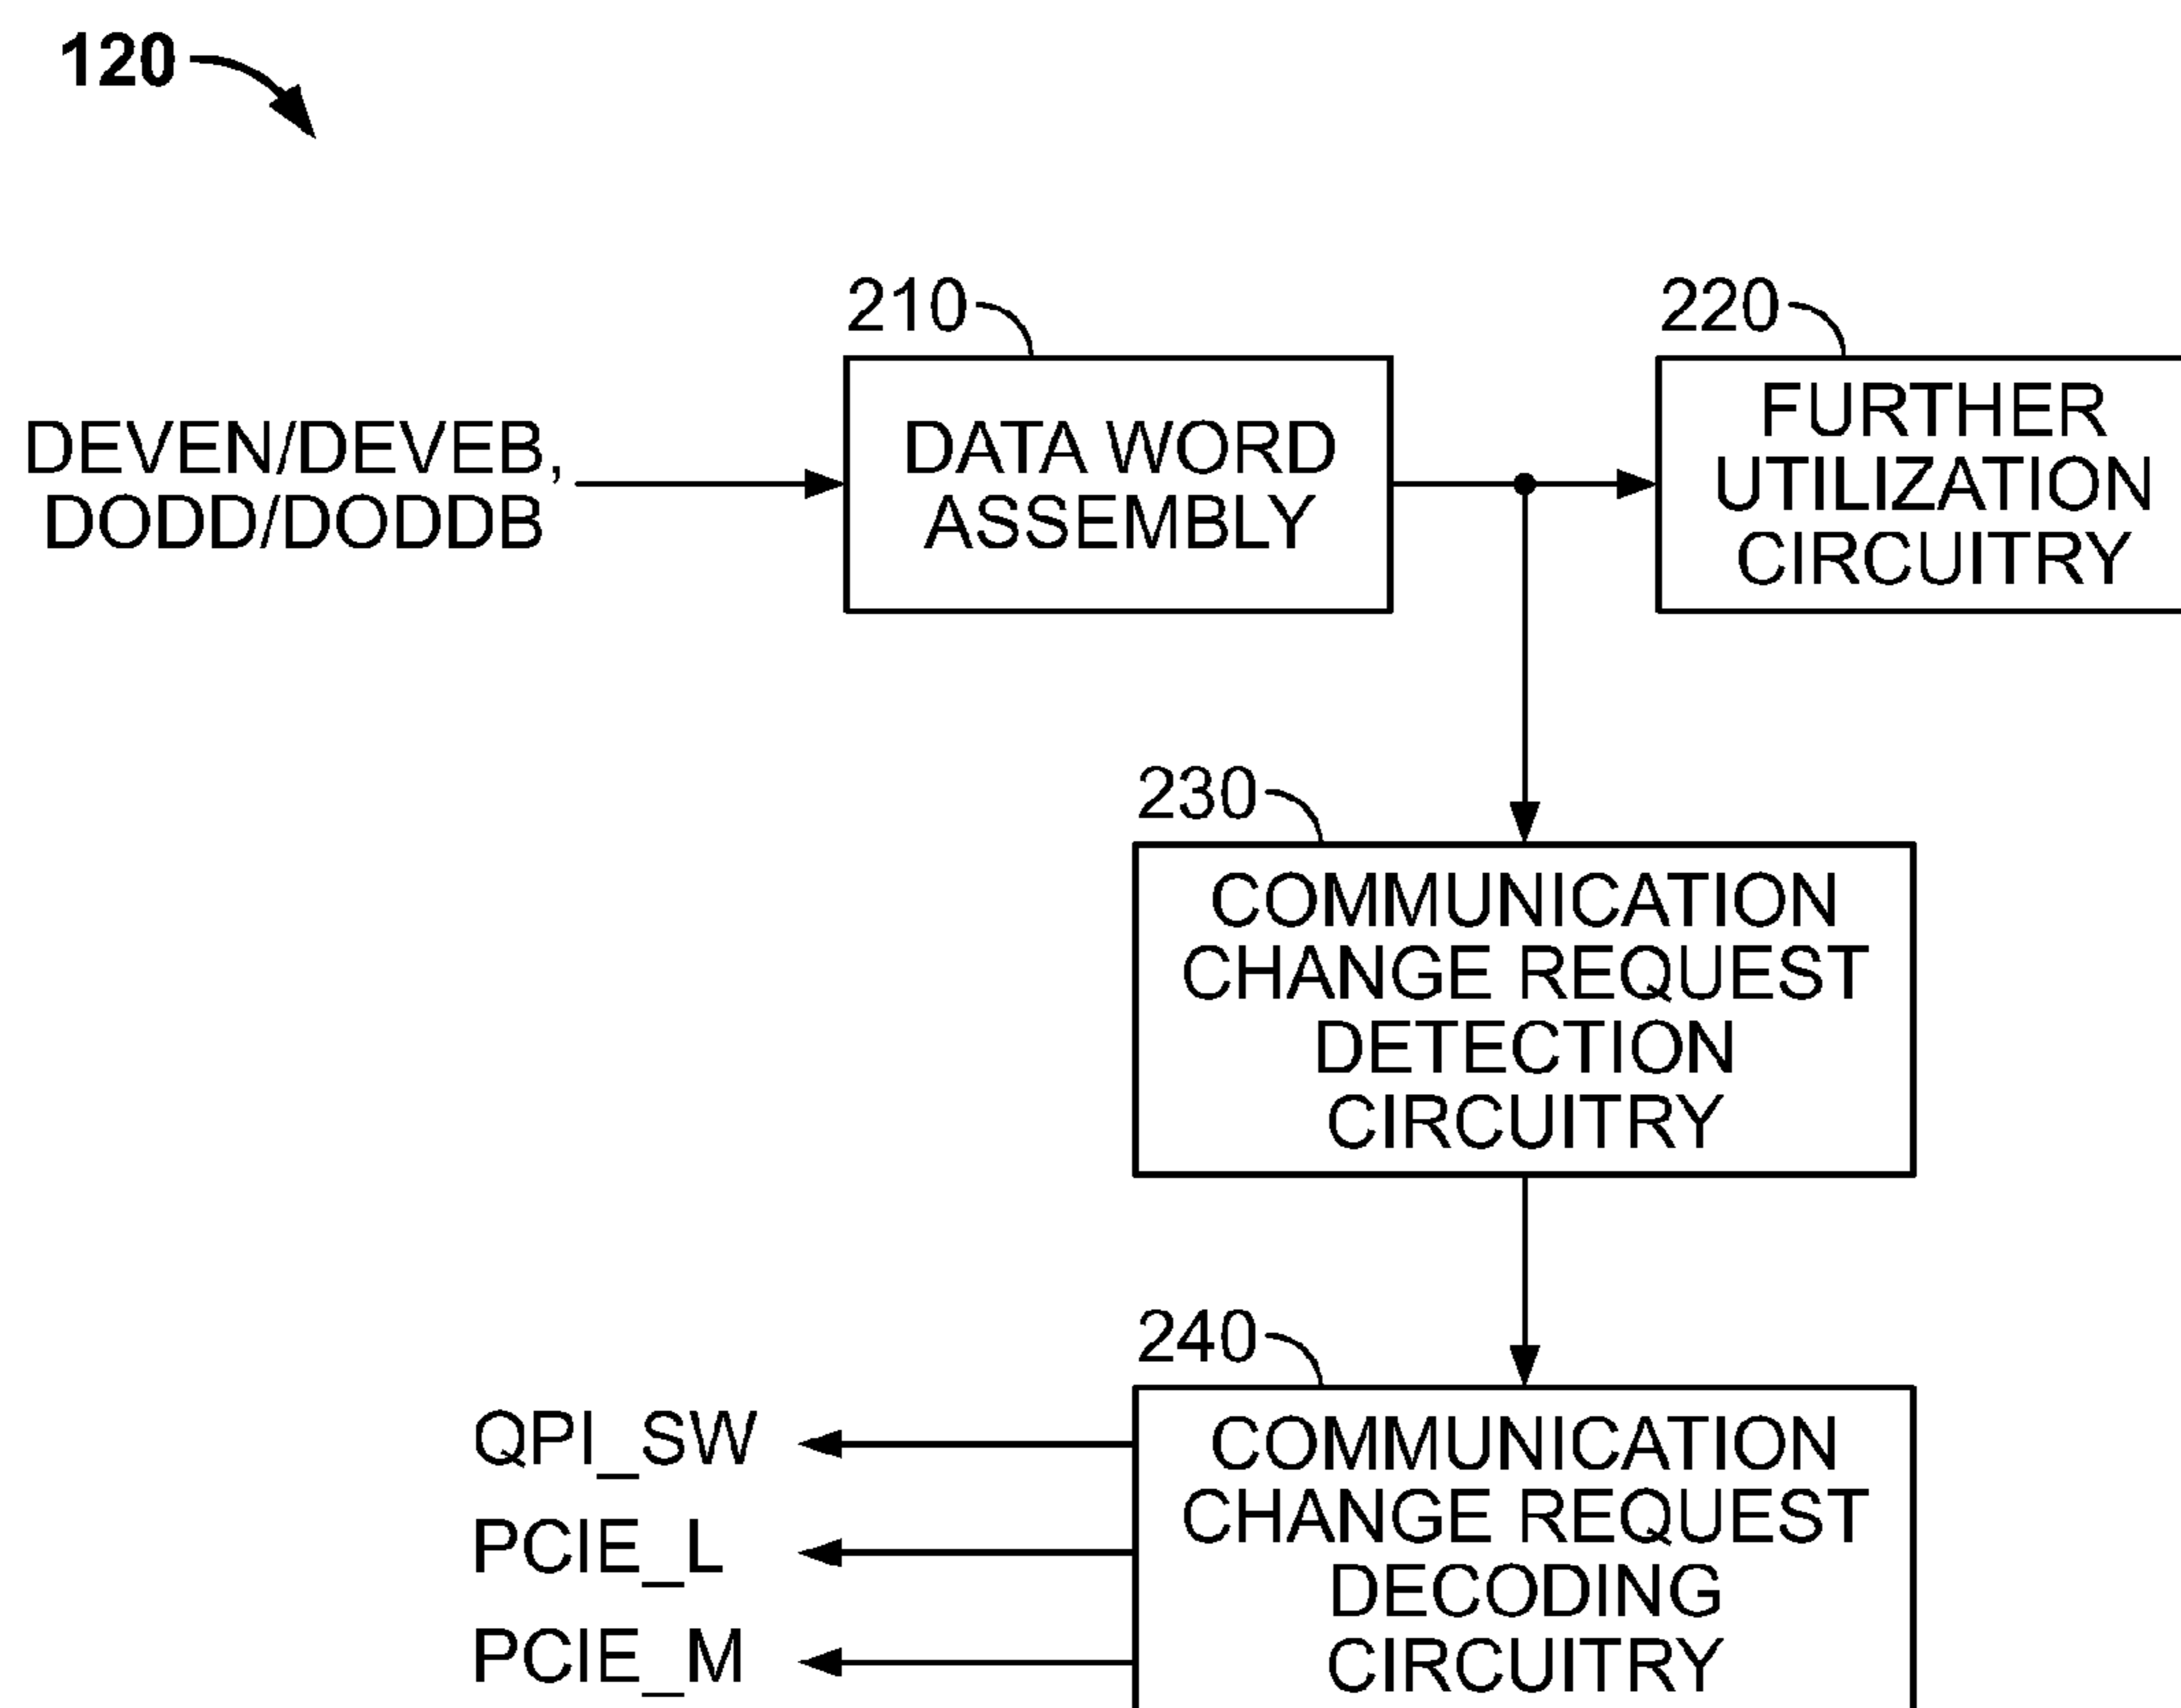 120
210
220
DEVEN/DEVEB,
DODD/DODDB
DATA WORD
ASSEMBLY
FURTHER
UTILIZATION
CIRCUITRY
230
COMMUNICATION
CHANGE REQUEST
DETECTION
CIRCUITRY
240
COMMUNICATION
CHANGE REQUEST
DECODING
CIRCUITRY
QPI_SW
PCIE_L
PCIE_M